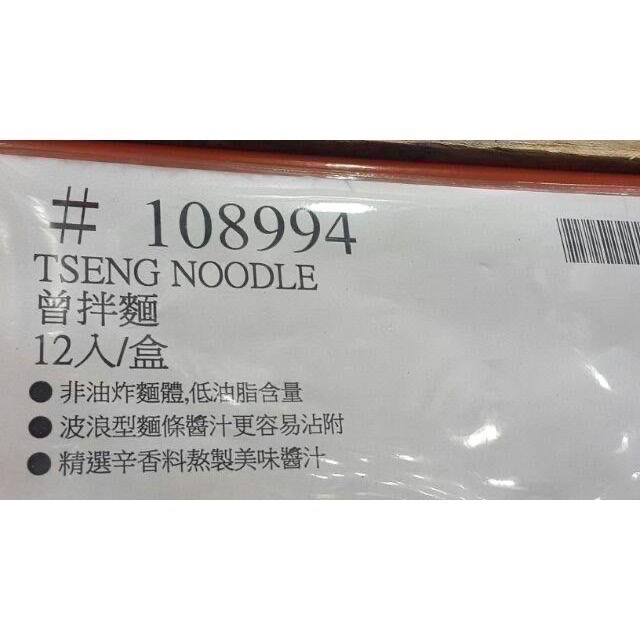 # 108994
TSENG NOODLE
曾拌麵
12入/盒
● 非油炸麵體,低油脂含量
● 波浪型麵條醬汁更容易沾附
● 精選辛香料熬製美味醬汁